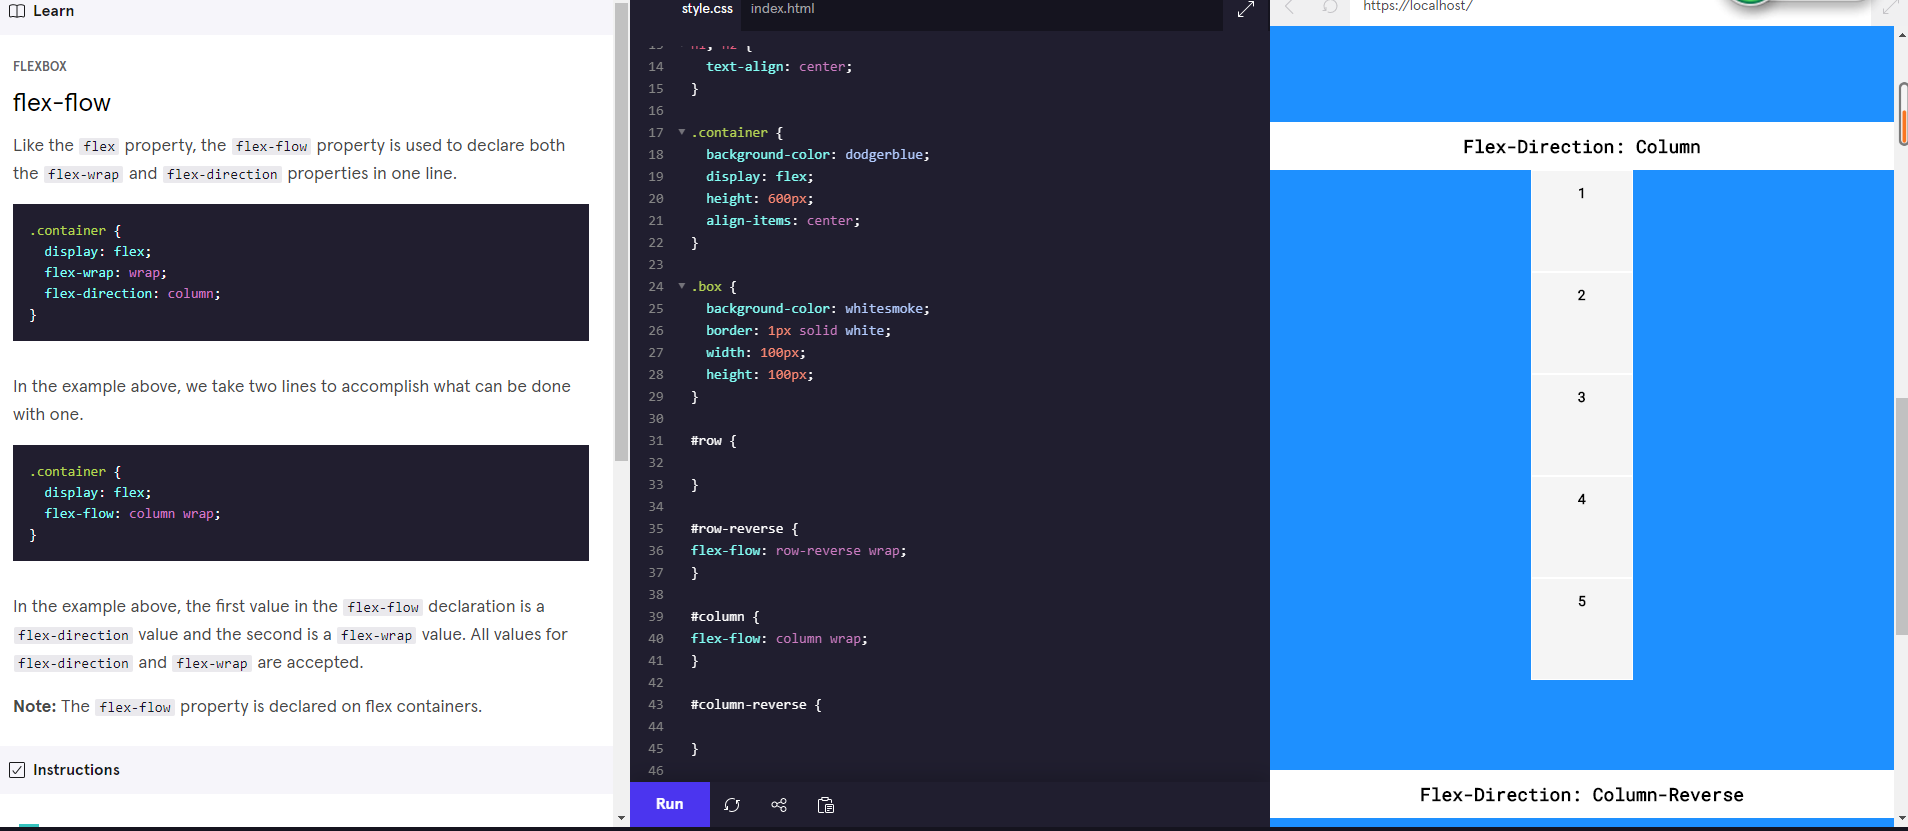 Learn
FLEXBOX
flex-flow
Like the flex property, the flex-flow property is used to declare both
the flex-wrap and flex-direction properties in one line.
.container {
display: flex;
flex-wrap: wrap;
flex-direction: column;
}
In the example above, we take two lines to accomplish what can be done
with one.
.container {
display: flex;
flex-flow: column wrap;
}
In the example above, the first value in the flex-flow declaration is a
flex-direction value and the second is a flex-wrap value. All values for
flex-direction and flex-wrap are accepted.
Note: The flex-flow property is declared on flex containers.
Instructions
style.css index.html
13 h1, h2 {
14 text-align: center;
15 }
16
17 .container {
18 background-color: dodgerblue;
19 display: flex;
20 height: 600px;
21 align-items: center;
22 }
23
24 .box {
25 background-color: whitesmoke;
26 border: 1px solid white;
27 width: 100px;
28 height: 100px;
29 }
30
31 #row {
32
33 }
34
35 #row-reverse {
36 flex-flow: row-reverse wrap;
37 }
38
39 #column {
40 flex-flow: column wrap;
41 }
42
43 #column-reverse {
44
45 }
46
Run
https://localhost/
Flex-Direction: Column
1
2
3
4
5
Flex-Direction: Column-Reverse